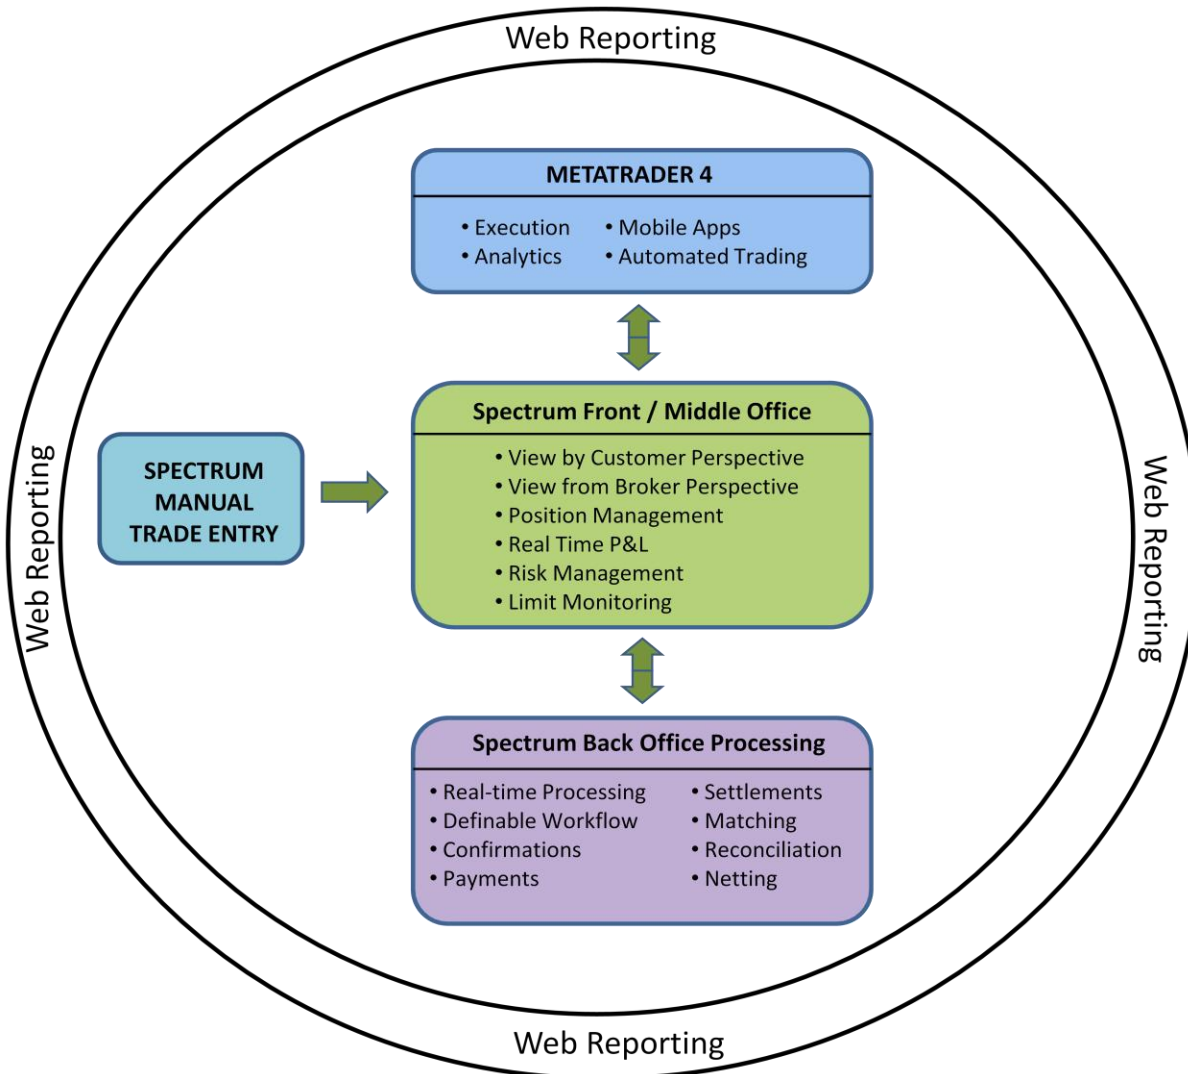 Web Reporting
METATRADER 4
• Execution
• Analytics
• Mobile Apps
• Automated Trading
Web Reporting
SPECTRUM
MANUAL
TRADE ENTRY
Spectrum Front / Middle Office
• View by Customer Perspective
• View from Broker Perspective
• Position Management
• Real Time P&L
• Risk Management
• Limit Monitoring
Web Reporting
Spectrum Back Office Processing
• Real-time Processing
• Definable Workflow
• Confirmations
• Payments
• Settlements
• Matching
• Reconciliation
• Netting
Web Reporting